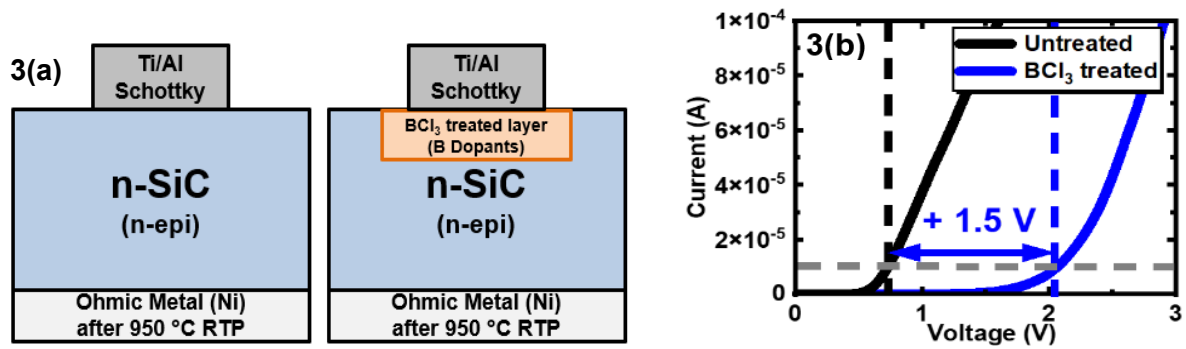 3(a)
Ti/Al
Schottky
n-SiC
(n-epi)
Ohmic Metal (Ni)
after 950 °C RTP
Ti/Al
Schottky
BCl₃ treated layer
(B Dopants)
n-SiC
(n-epi)
Ohmic Metal (Ni)
after 950 °C RTP
3(b)
Untreated
BCl₃ treated
+ 1.5 V
Current (A)
1×10⁻⁴
8×10⁻⁵
6×10⁻⁵
4×10⁻⁵
2×10⁻⁵
0
0 1 2 3
Voltage (V)